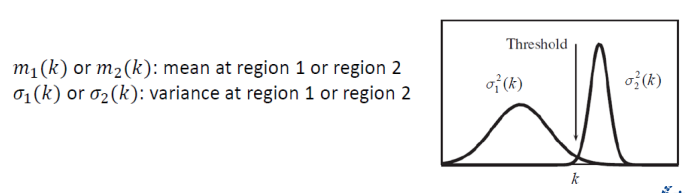 m₁(k) or m₂(k): mean at region 1 or region 2
σ₁(k) or σ₂(k): variance at region 1 or region 2
Threshold
σ₁²(k)
σ₂²(k)
k